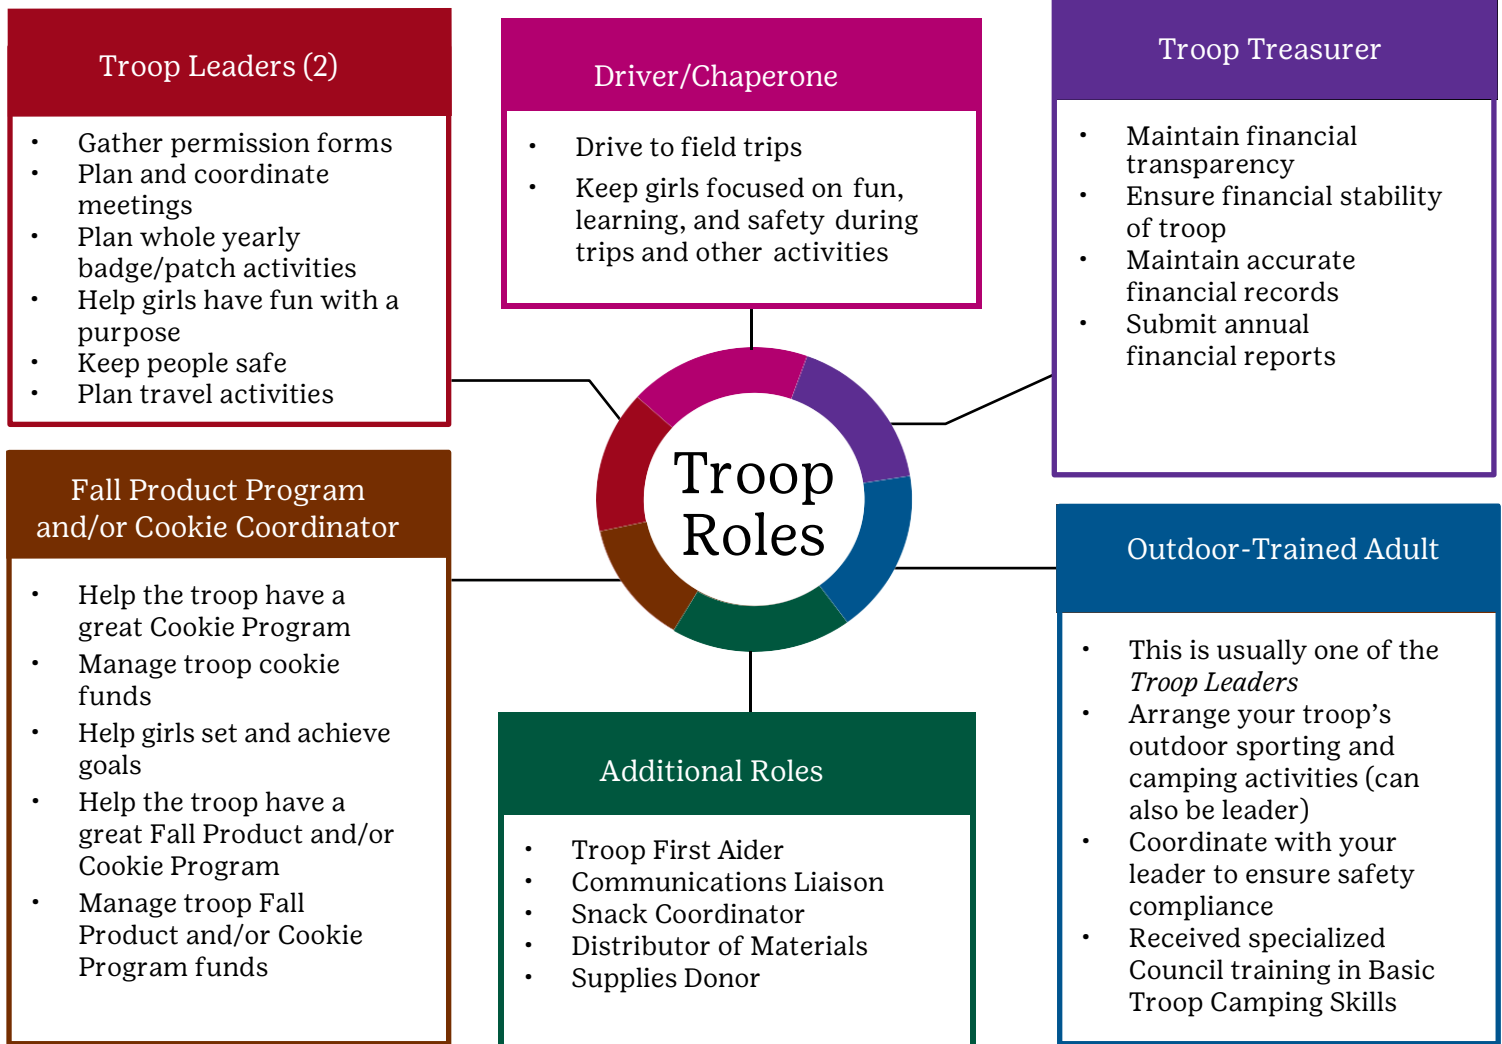 Troop Leaders (2)
• Gather permission forms
• Plan and coordinate
meetings
• Plan whole yearly
badge/patch activities
• Help girls have fun with a
purpose
• Keep people safe
• Plan travel activities
Driver/Chaperone
• Drive to field trips
• Keep girls focused on fun,
learning, and safety during
trips and other activities
Troop Treasurer
• Maintain financial
transparency
• Ensure financial stability
of troop
• Maintain accurate
financial records
• Submit annual
financial reports
Troop
Roles
Fall Product Program
and/or Cookie Coordinator
• Help the troop have a
great Cookie Program
• Manage troop cookie
funds
• Help girls set and achieve
goals
• Help the troop have a
great Fall Product and/or
Cookie Program
• Manage troop Fall
Product and/or Cookie
Program funds
Additional Roles
• Troop First Aider
• Communications Liaison
• Snack Coordinator
• Distributor of Materials
• Supplies Donor
Outdoor-Trained Adult
• This is usually one of the
Troop Leaders
• Arrange your troop’s
outdoor sporting and
camping activities (can
also be leader)
• Coordinate with your
leader to ensure safety
compliance
• Received specialized
Council training in Basic
Troop Camping Skills